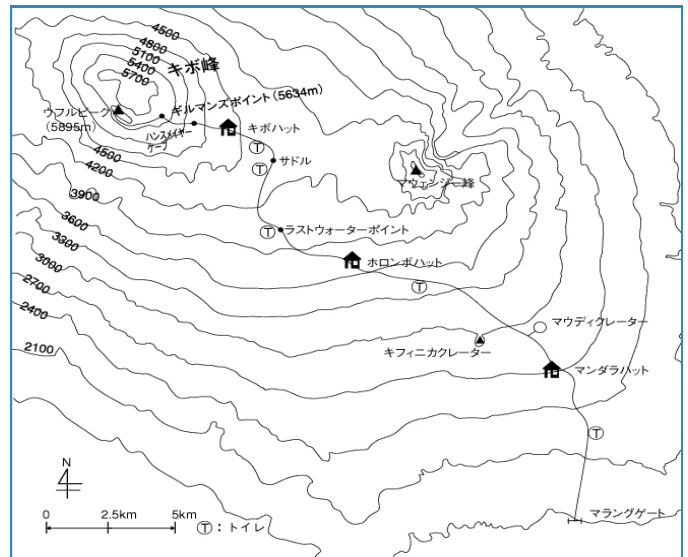 4500
4800
5100
5400
5700
キボ峰
ギルマンズポイント(5634m)
ウフルピーク
(5895m)
ハンスメイヤー
ケーブ
キボハット
サドル
マウェンジー峰
4500
4200
3900
3600
3300
3000
2700
2400
2100
ラストウォーターポイント
ホロンボハット
マウディクレーター
キフィニカクレーター
マンダラハット
マラングゲート
N
0 2.5km 5km
Ⓣ:トイレ
Ⓣ
Ⓣ
Ⓣ
Ⓣ
Ⓣ